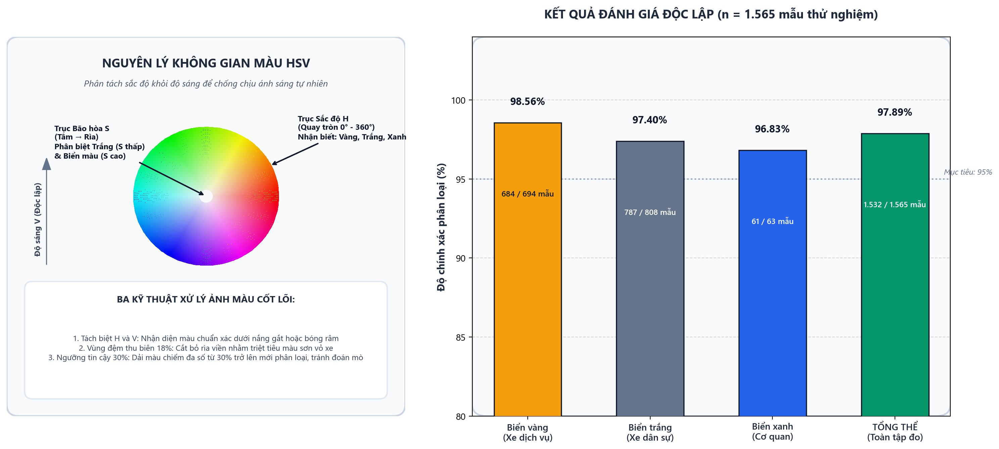 NGUYÊN LÝ KHÔNG GIAN MÀU HSV
Phân tách sắc độ khỏi độ sáng để chống chịu ánh sáng tự nhiên
Trục Bão hòa S
(Tâm → Rìa)
Phân biệt Trắng (S thấp)
& Biển màu (S cao)
Trục Sắc độ H
(Quay tròn 0° - 360°)
Nhận biết: Vàng, Trắng, Xanh
Độ sáng V (Độc lập)
BA KỸ THUẬT XỬ LÝ ẢNH MÀU CỐT LÕI:
1. Tách biệt H và V: Nhận diện màu chuẩn xác dưới nắng gắt hoặc bóng râm
2. Vùng đệm thu biên 18%: Cắt bỏ rìa viền nhằm triệt tiêu màu sơn vỏ xe
3. Ngưỡng tin cậy 30%: Dải màu chiếm đa số từ 30% trở lên mới phân loại, tránh đoán mò
KẾT QUẢ ĐÁNH GIÁ ĐỘC LẬP (n = 1.565 mẫu thử nghiệm)
Độ chính xác phân loại (%)
100
95
90
85
80
98.56%
97.40%
96.83%
97.89%
Mục tiêu: 95%
684 / 694 mẫu
787 / 808 mẫu
61 / 63 mẫu
1.532 / 1.565 mẫu
Biển vàng
(Xe dịch vụ)
Biển trắng
(Xe dân sự)
Biển xanh
(Cơ quan)
TỔNG THỂ
(Toàn tập đo)